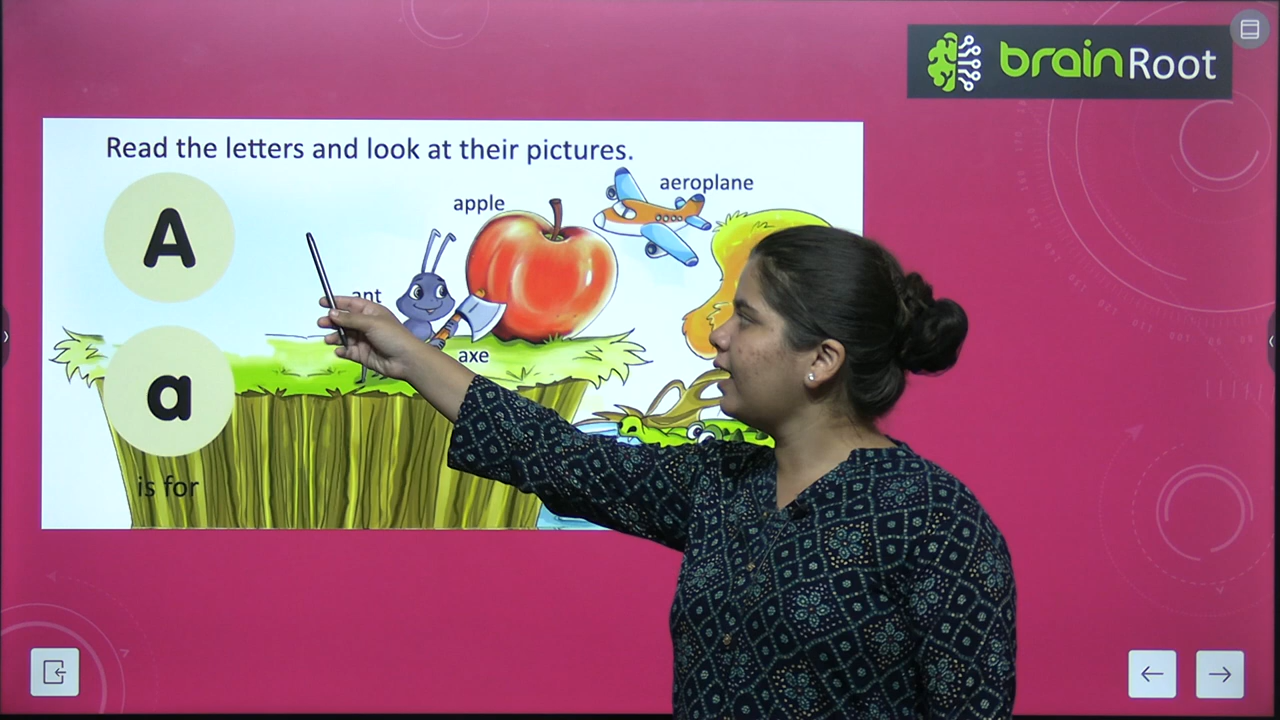 brainRoot
Read the letters and look at their pictures.
A
aeroplane
apple
ant
axe
a
is for